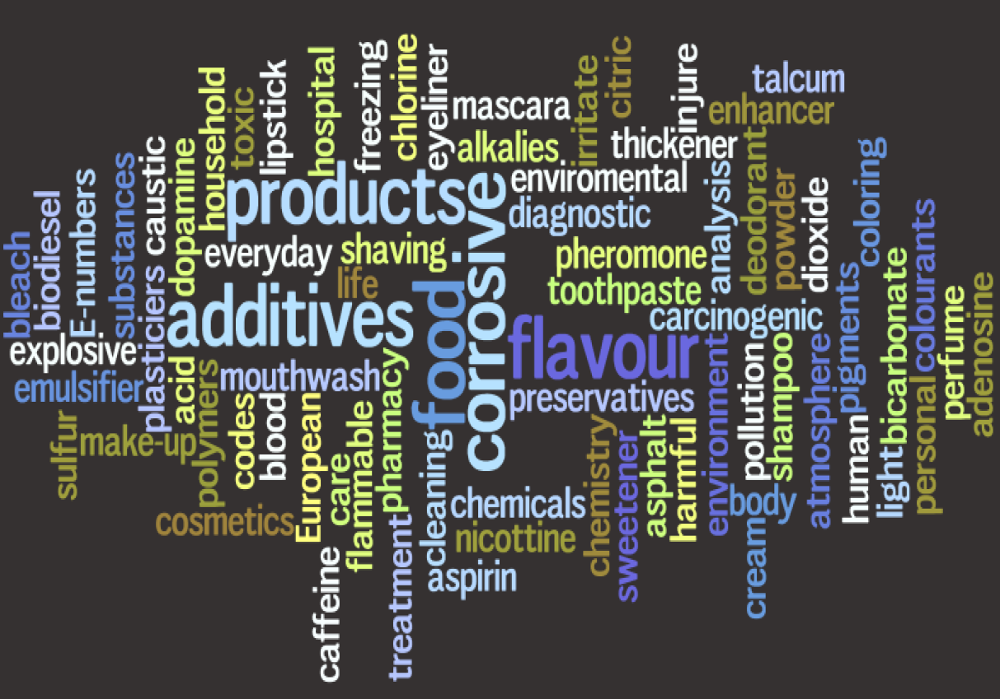 bleach
biodiesel
E-numbers
substances
caustic
dopamine
household
toxic
lipstick
hospital
freezing
chlorine
eyeliner
mascara
alkalies
irritate
citric
thickener
injure
talcum
enhancer
products
corrosive
enviromental
diagnostic
analysis
deodorant
powder
dioxide
coloring
everyday
shaving
life
pheromone
toothpaste
carcinogenic
additives
food
flavour
preservatives
explosive
emulsifier
plasticiers
acid
polymers
mouthwash
pharmacy
sulfur
make-up
codes
blood
European
care
flammable
cleaning
chemicals
nicottine
aspirin
cosmetics
caffeine
treatment
chemistry
sweetener
asphalt
harmful
environment
pollution
shampoo
body
cream
atmosphere
pigments
human
light
bicarbonate
colourants
personal
perfume
adenosine